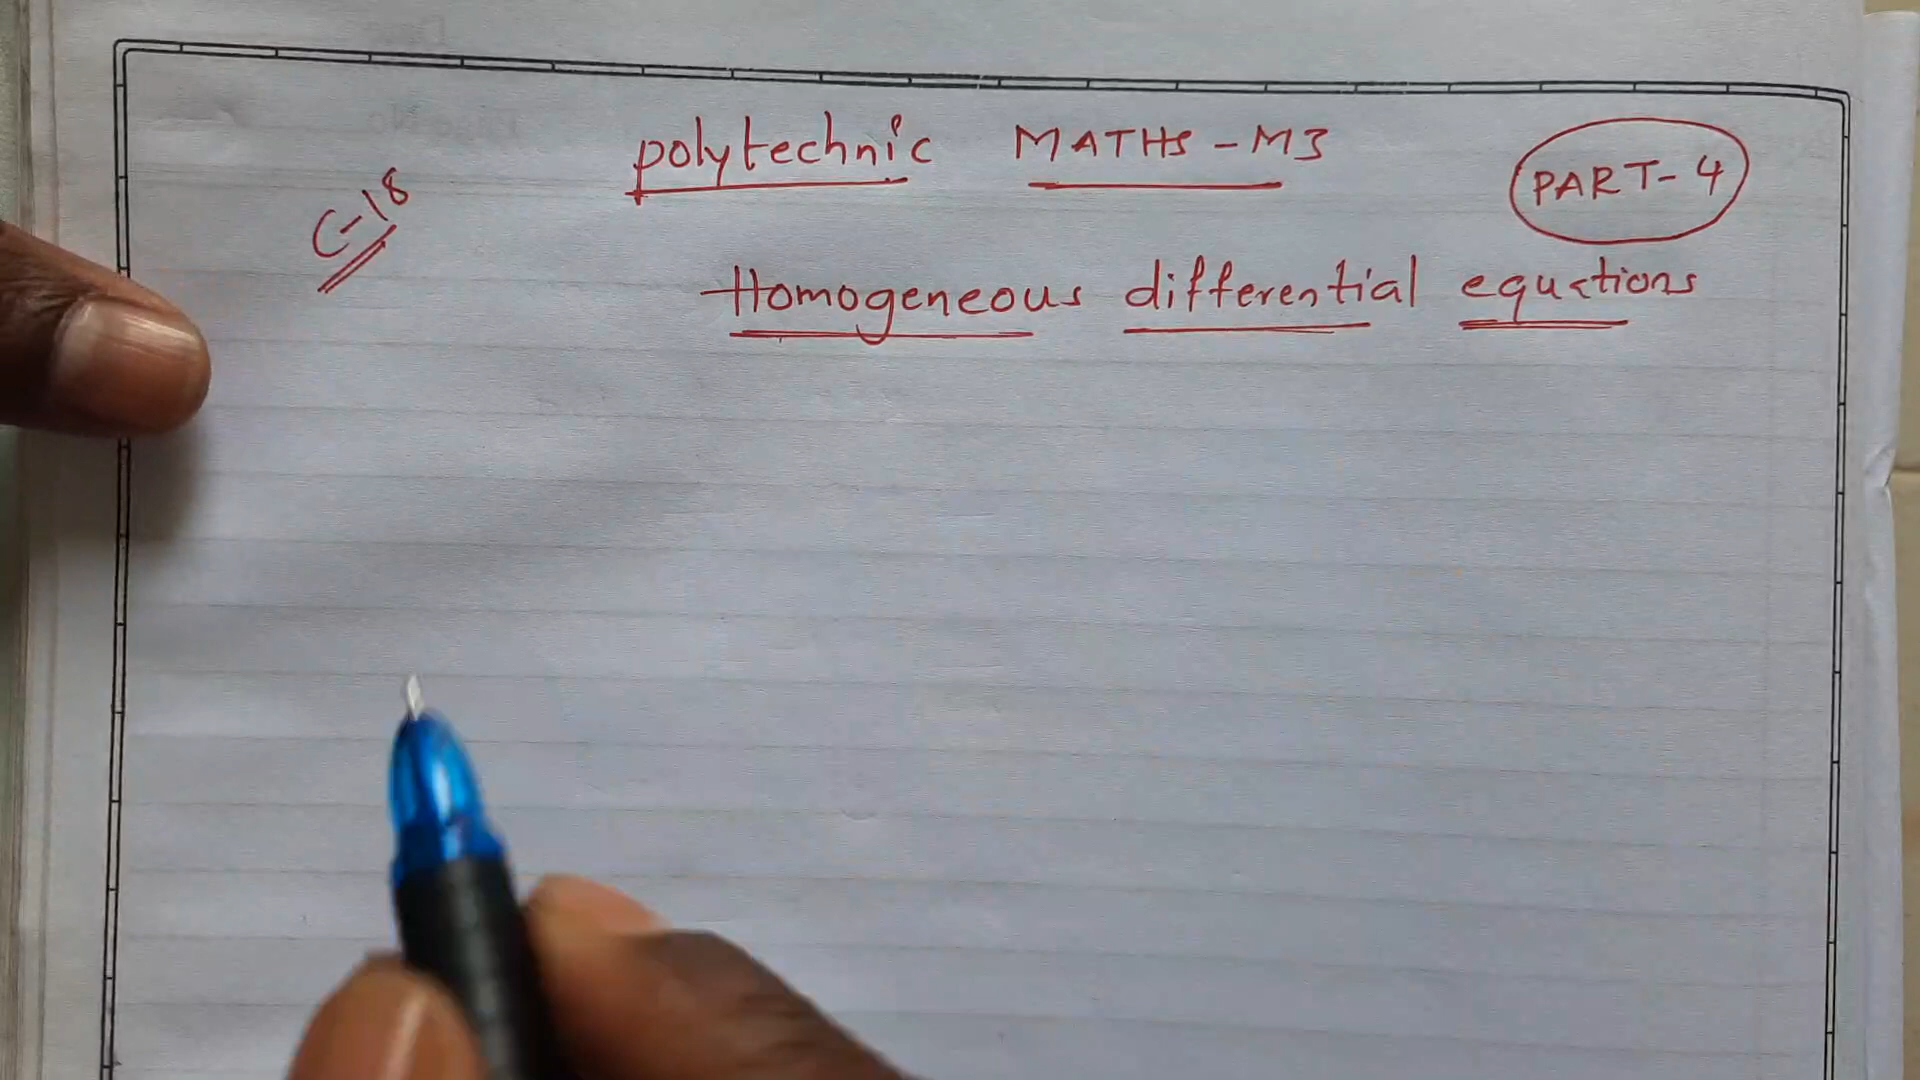 polytechnic MATHS - M3
PART - 4
C-18
Homogeneous differential equations